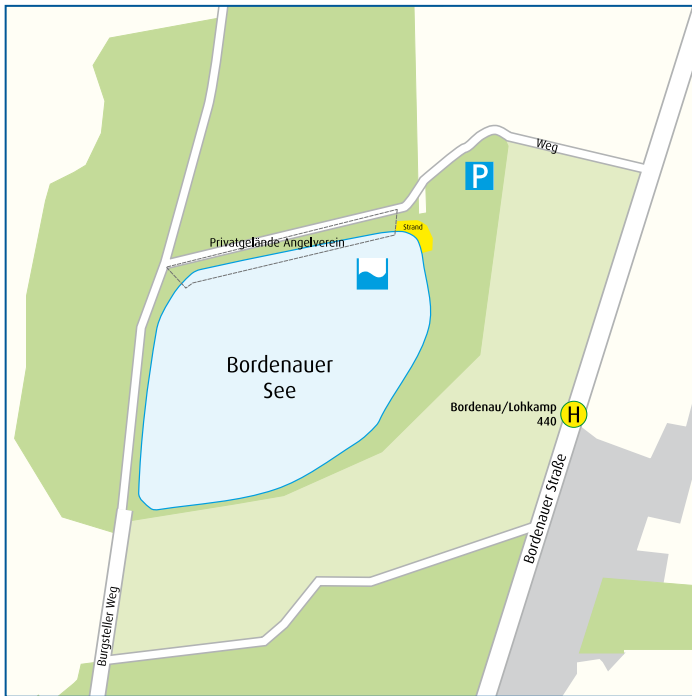 Weg
P
Strand
Privatgelände Angelverein
Bordenauer
See
Bordenau/Lohkamp
440
H
Bordenauer Straße
Burgsteller Weg